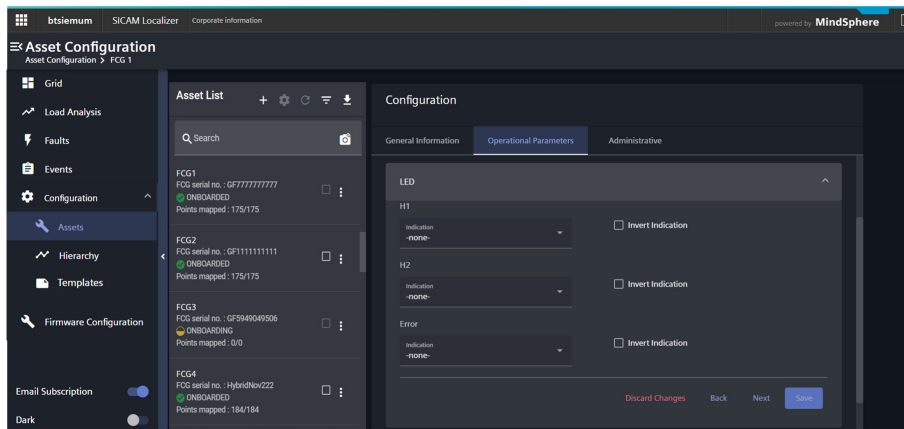 btsiemum SICAM Localizer Corporate information powered by MindSphere
Asset Configuration
Asset Configuration > FCG 1
Grid
Load Analysis
Faults
Events
Configuration
Assets
Hierarchy
Templates
Firmware Configuration
Email Subscription
Dark
Asset List
Search
FCG1
FCG serial no. : GF7777777777
ONBOARDED
Points mapped : 175/175
FCG2
FCG serial no. : GF1111111111
ONBOARDED
Points mapped : 175/175
FCG3
FCG serial no. : GF5949049506
ONBOARDING
Points mapped : 0/0
FCG4
FCG serial no. : HybridNov222
ONBOARDED
Points mapped : 184/184
Configuration
General Information Operational Parameters Administrative
LED
H1
Indication
-none-
Invert Indication
H2
Indication
-none-
Invert Indication
Error
Indication
-none-
Invert Indication
Discard Changes Back Next Save